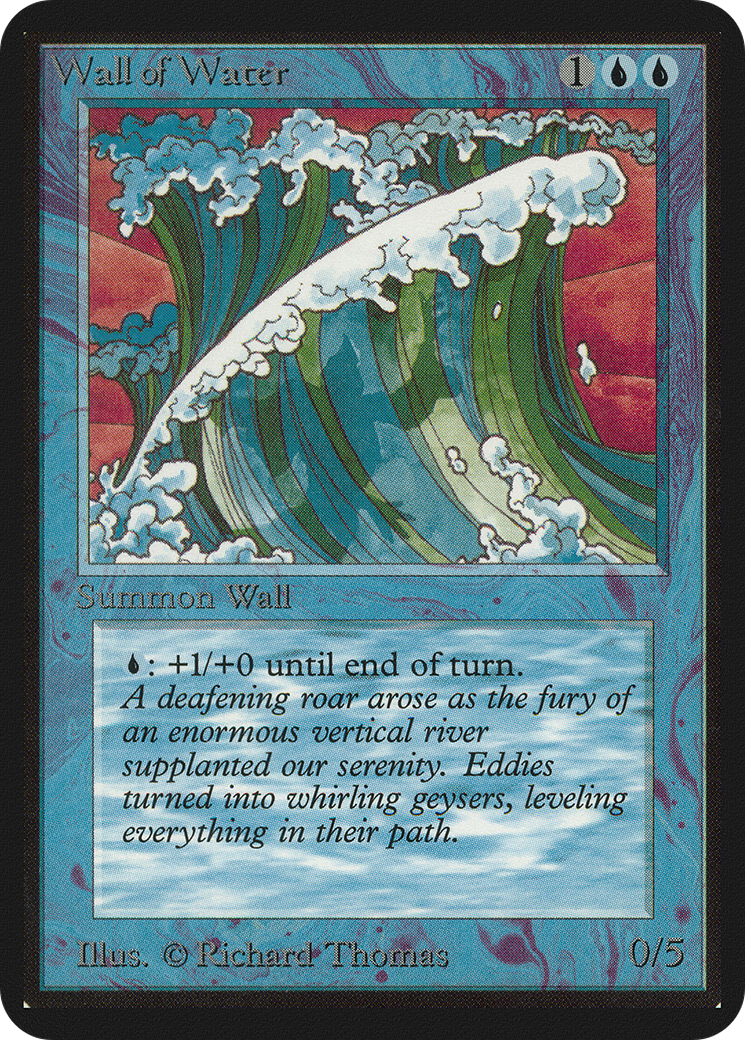 Wall of Water 1
Summon Wall
: +1/+0 until end of turn.
A deafening roar arose as the fury of
an enormous vertical river
supplanted our serenity. Eddies
turned into whirling geysers, leveling
everything in their path.
Illus. © Richard Thomas 0/5